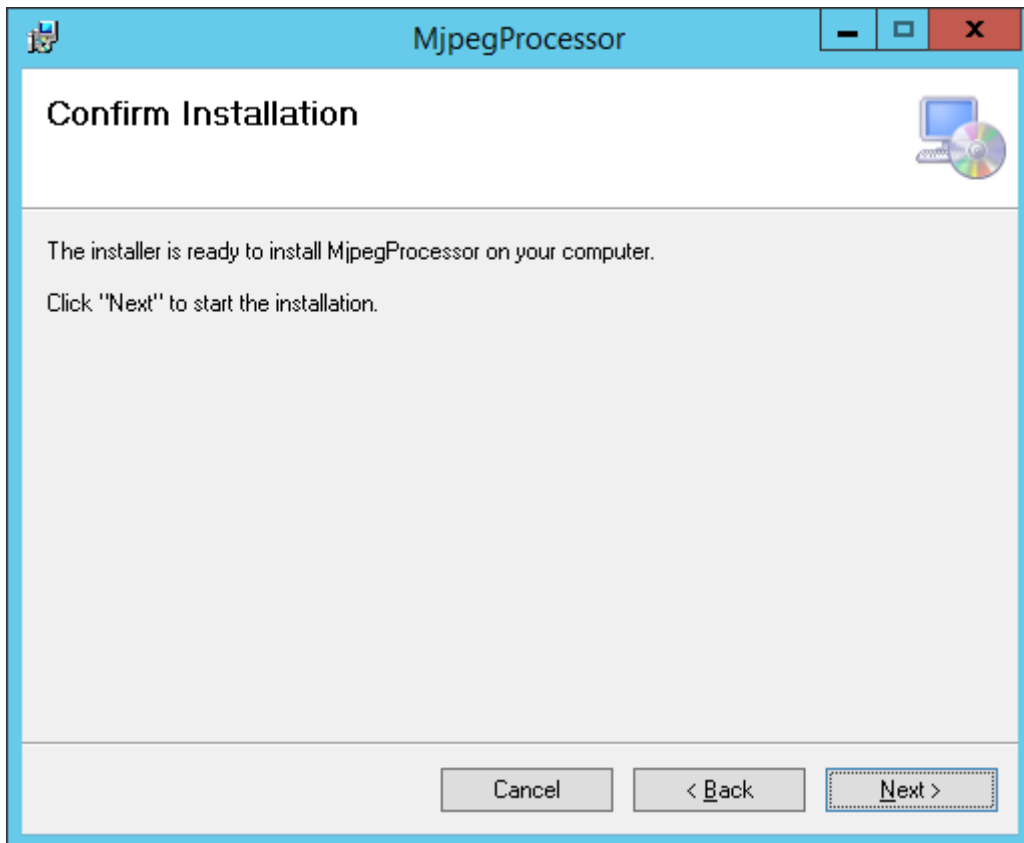 MjpegProcessor
Confirm Installation
The installer is ready to install MjpegProcessor on your computer.
Click "Next" to start the installation.
Cancel
< Back
Next >